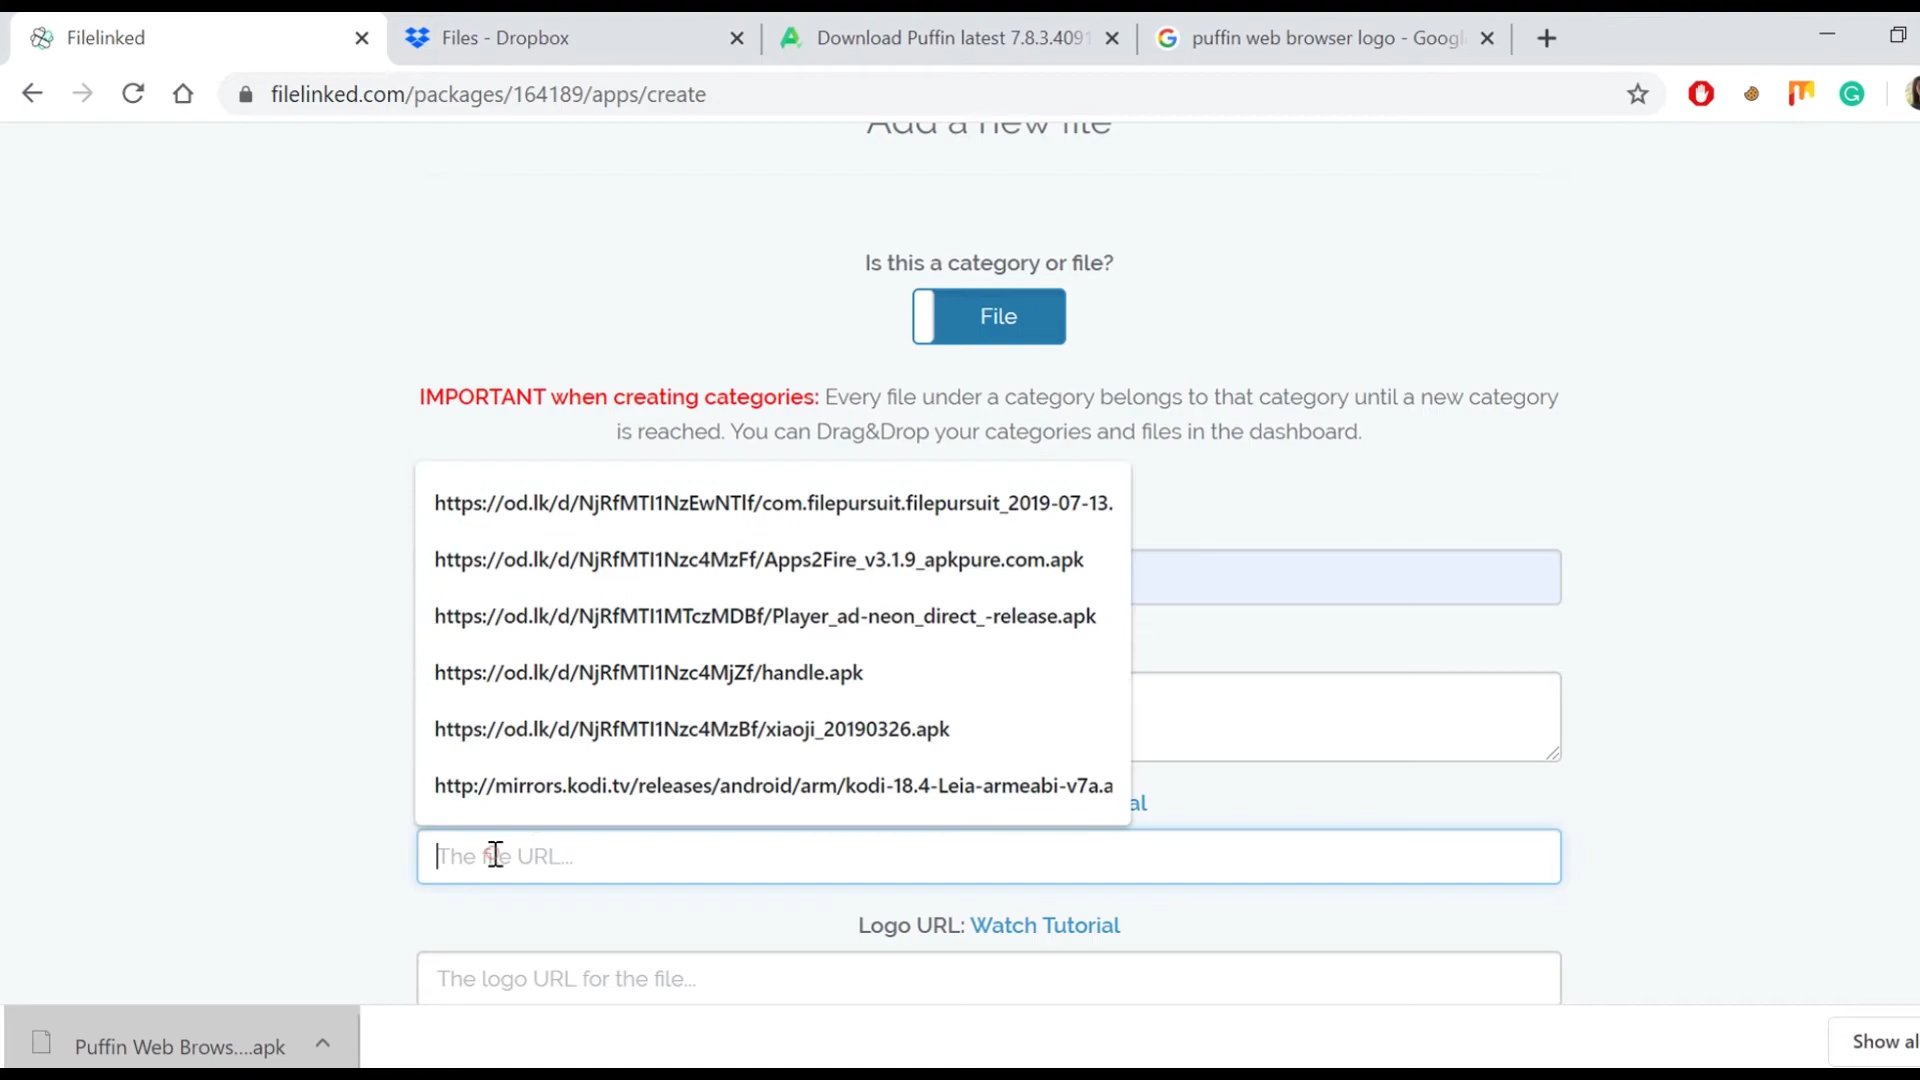 Filelinked
Files - Dropbox
Download Puffin latest 7.8.3.4091
puffin web browser logo - Googl
filelinked.com/packages/164189/apps/create
Add a new file
Is this a category or file?
File
IMPORTANT when creating categories: Every file under a category belongs to that category until a new category
is reached. You can Drag&Drop your categories and files in the dashboard.
https://od.lk/d/NjRfMTI1NzEwNTlf/com.filepursuit.filepursuit_2019-07-13.
https://od.lk/d/NjRfMTI1Nzc4MzFf/Apps2Fire_v3.1.9_apkpure.com.apk
https://od.lk/d/NjRfMTI1MTczMDBf/Player_ad-neon_direct_-release.apk
https://od.lk/d/NjRfMTI1Nzc4MjZf/handle.apk
https://od.lk/d/NjRfMTI1Nzc4MzBf/xiaoji_20190326.apk
http://mirrors.kodi.tv/releases/android/arm/kodi-18.4-Leia-armeabi-v7a.a
al
The file URL...
Logo URL: Watch Tutorial
The logo URL for the file...
Puffin Web Brows....apk
Show al